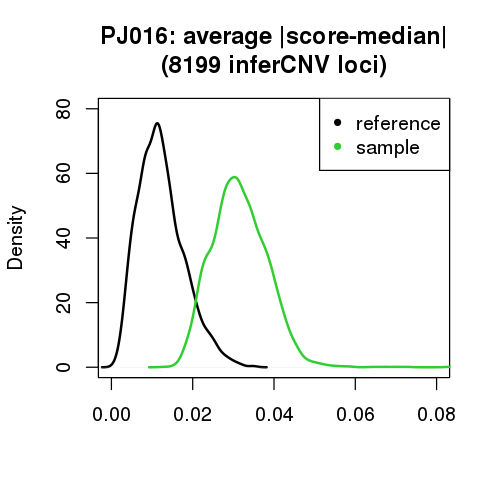 PJ016: average |score-median|
(8199 inferCNV loci)
reference
sample
Density
80
60
40
20
0
0.00 0.02 0.04 0.06 0.08